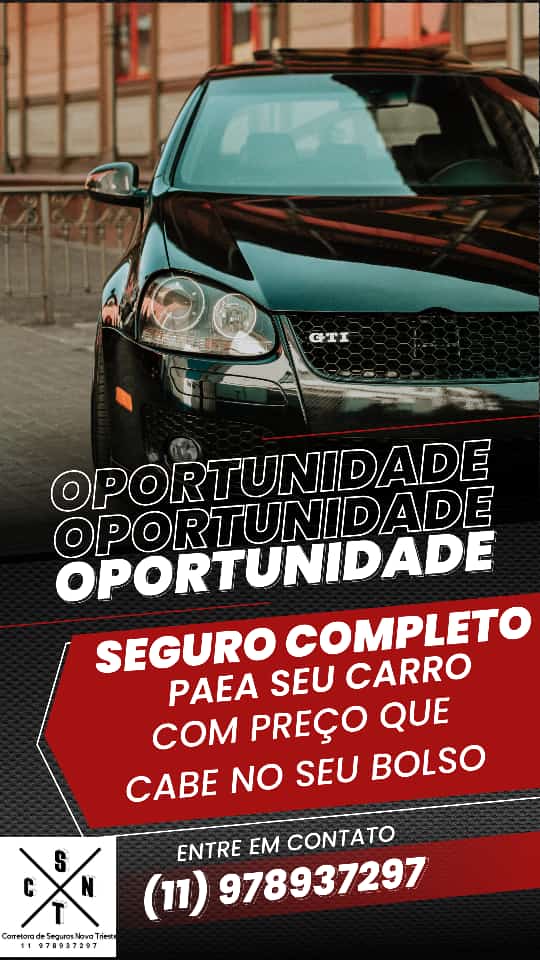 GTI
OPORTUNIDADE
OPORTUNIDADE
OPORTUNIDADE
SEGURO COMPLETO
PAEA SEU CARRO
COM PREÇO QUE
CABE NO SEU BOLSO
ENTRE EM CONTATO
(11) 978937297
S
C N
T
Corretora de Seguros Nova Trieste
11 978937297